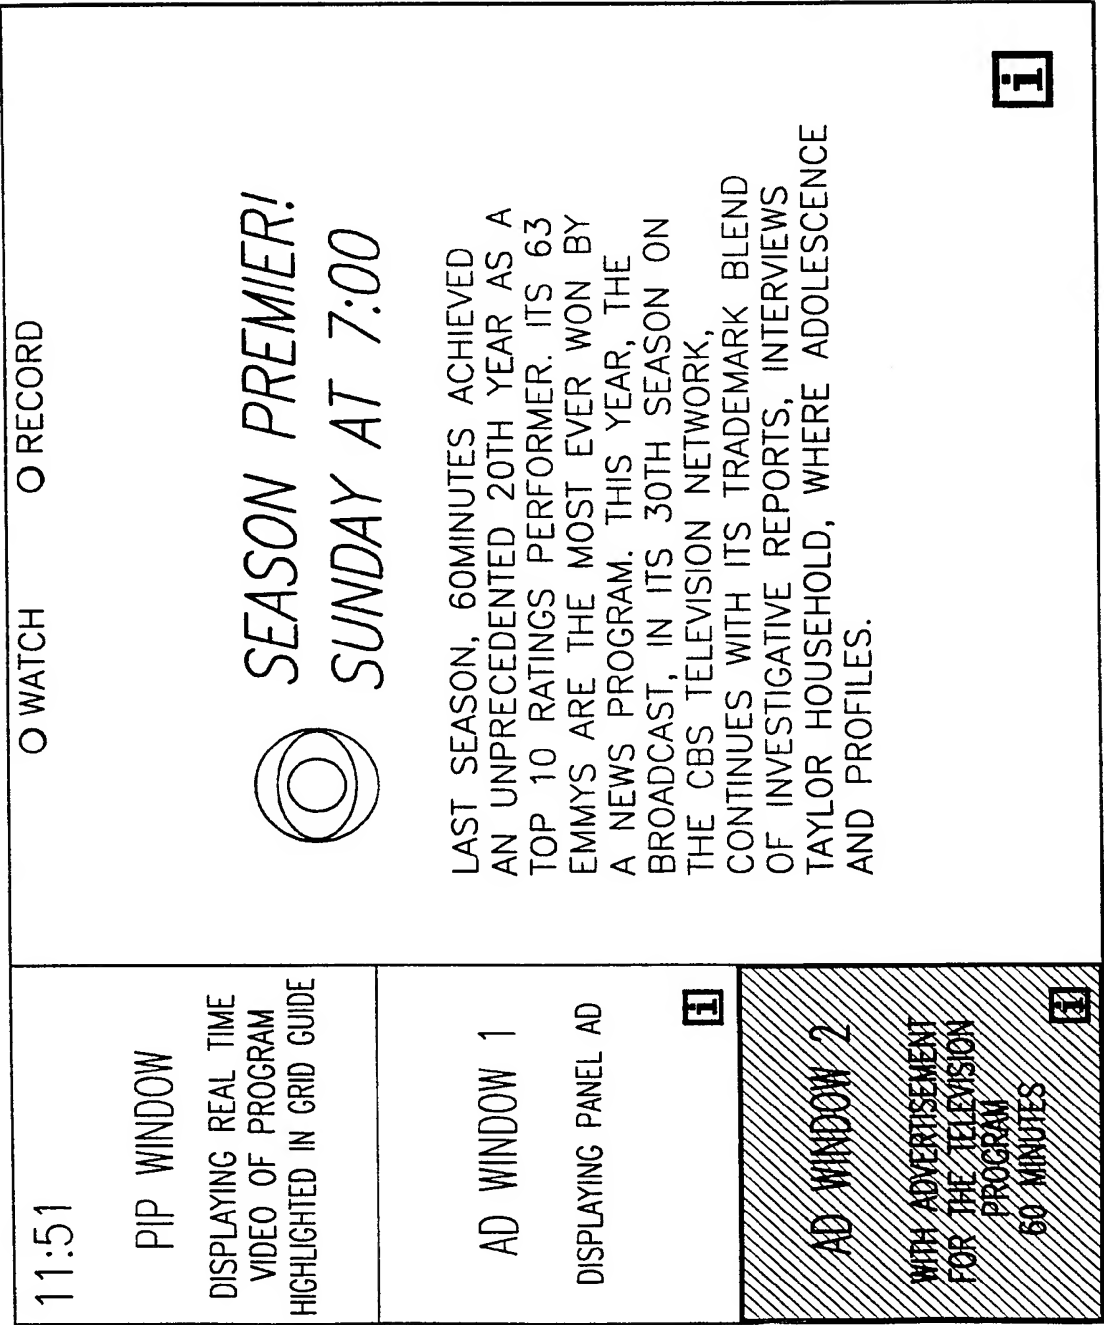 11:51
PIP WINDOW
DISPLAYING REAL TIME
VIDEO OF PROGRAM
HIGHLIGHTED IN GRID GUIDE
AD WINDOW 1
DISPLAYING PANEL AD
i
AD WINDOW 2
WITH ADVERTISEMENT
FOR THE TELEVISION
PROGRAM
60 MINUTES
i
O WATCH
O RECORD
SEASON PREMIER!
SUNDAY AT 7:00
LAST SEASON, 60MINUTES ACHIEVED
AN UNPRECEDENTED 20TH YEAR AS A
TOP 10 RATINGS PERFORMER. ITS 63
EMMYS ARE THE MOST EVER WON BY
A NEWS PROGRAM. THIS YEAR, THE
BROADCAST, IN ITS 30TH SEASON ON
THE CBS TELEVISION NETWORK,
CONTINUES WITH ITS TRADEMARK BLEND
OF INVESTIGATIVE REPORTS, INTERVIEWS
TAYLOR HOUSEHOLD, WHERE ADOLESCENCE
AND PROFILES.
i